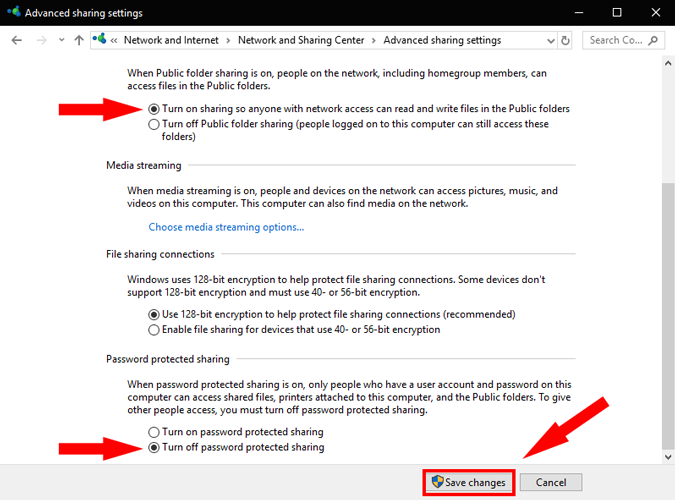 Advanced sharing settings
« Network and Internet > Network and Sharing Center > Advanced sharing settings
Search Co...
When Public folder sharing is on, people on the network, including homegroup members, can
access files in the Public folders.
Turn on sharing so anyone with network access can read and write files in the Public folders
Turn off Public folder sharing (people logged on to this computer can still access these
folders)
Media streaming
When media streaming is on, people and devices on the network can access pictures, music, and
videos on this computer. This computer can also find media on the network.
Choose media streaming options...
File sharing connections
Windows uses 128-bit encryption to help protect file sharing connections. Some devices don't
support 128-bit encryption and must use 40- or 56-bit encryption.
Use 128-bit encryption to help protect file sharing connections (recommended)
Enable file sharing for devices that use 40- or 56-bit encryption
Password protected sharing
When password protected sharing is on, only people who have a user account and password on this
computer can access shared files, printers attached to this computer, and the Public folders. To give
other people access, you must turn off password protected sharing.
Turn on password protected sharing
Turn off password protected sharing
Save changes
Cancel